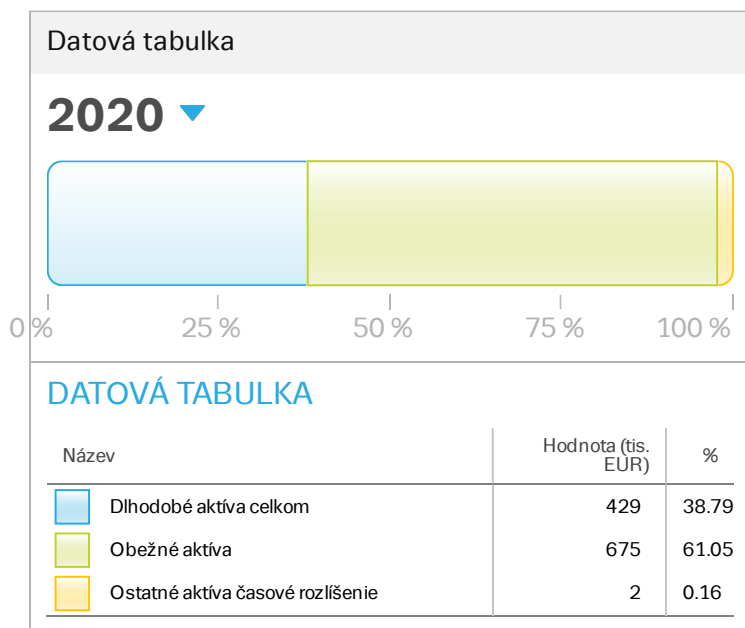 Datová tabulka
2020
0 % 25 % 50 % 75 % 100 %
DATOVÁ TABULKA
Název Hodnota (tis. EUR) %
Dlhodobé aktíva celkom 429 38.79
Obežné aktíva 675 61.05
Ostatné aktíva časové rozlíšenie 2 0.16